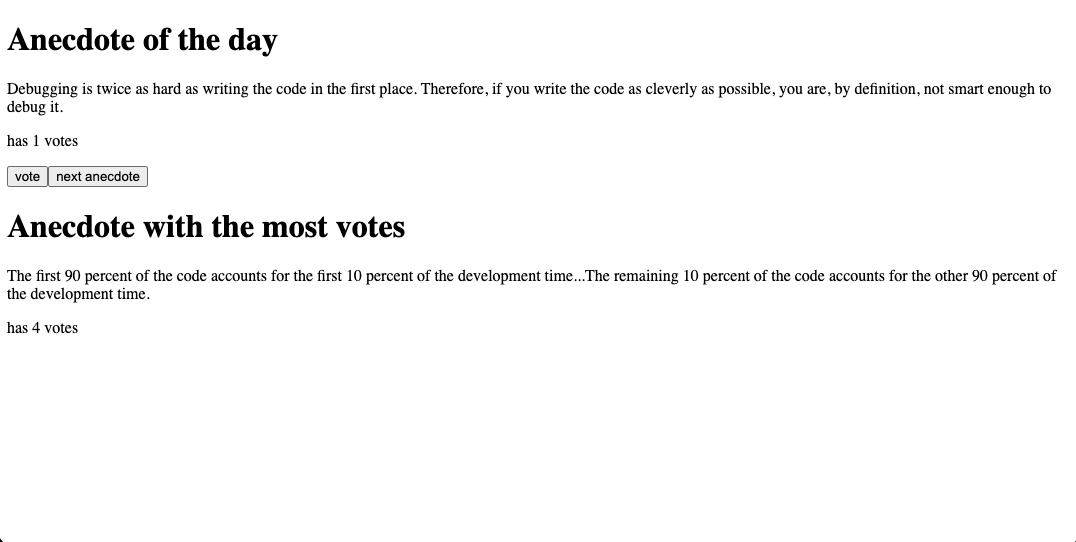 Anecdote of the day
Debugging is twice as hard as writing the code in the first place. Therefore, if you write the code as cleverly as possible, you are, by definition, not smart enough to
debug it.
has 1 votes
vote next anecdote
Anecdote with the most votes
The first 90 percent of the code accounts for the first 10 percent of the development time...The remaining 10 percent of the code accounts for the other 90 percent of
the development time.
has 4 votes